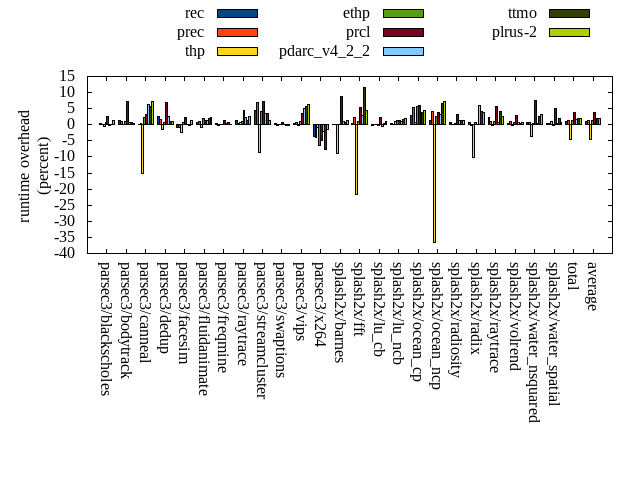 rec ethp ttmo
prec prcl plrus-2
thp pdarc_v4_2_2
runtime overhead
(percent)
15
10
5
0
-5
-10
-15
-20
-25
-30
-35
-40
parsec3/blackscholes
parsec3/bodytrack
parsec3/canneal
parsec3/dedup
parsec3/facesim
parsec3/fluidanimate
parsec3/freqmine
parsec3/raytrace
parsec3/streamcluster
parsec3/swaptions
parsec3/vips
parsec3/x264
splash2x/barnes
splash2x/fft
splash2x/lu_cb
splash2x/lu_ncb
splash2x/ocean_cp
splash2x/ocean_ncp
splash2x/radiosity
splash2x/radix
splash2x/raytrace
splash2x/volrend
splash2x/water_nsquared
splash2x/water_spatial
total
average